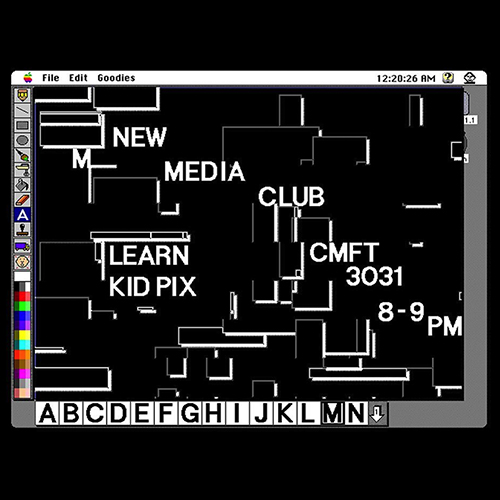 File Edit Goodies 12:20:26 AM
1.1
NEW
M
MEDIA
CLUB
LEARN
KID PIX
CMFT
3031
8-9
PM
A B C D E F G H I J K L M N